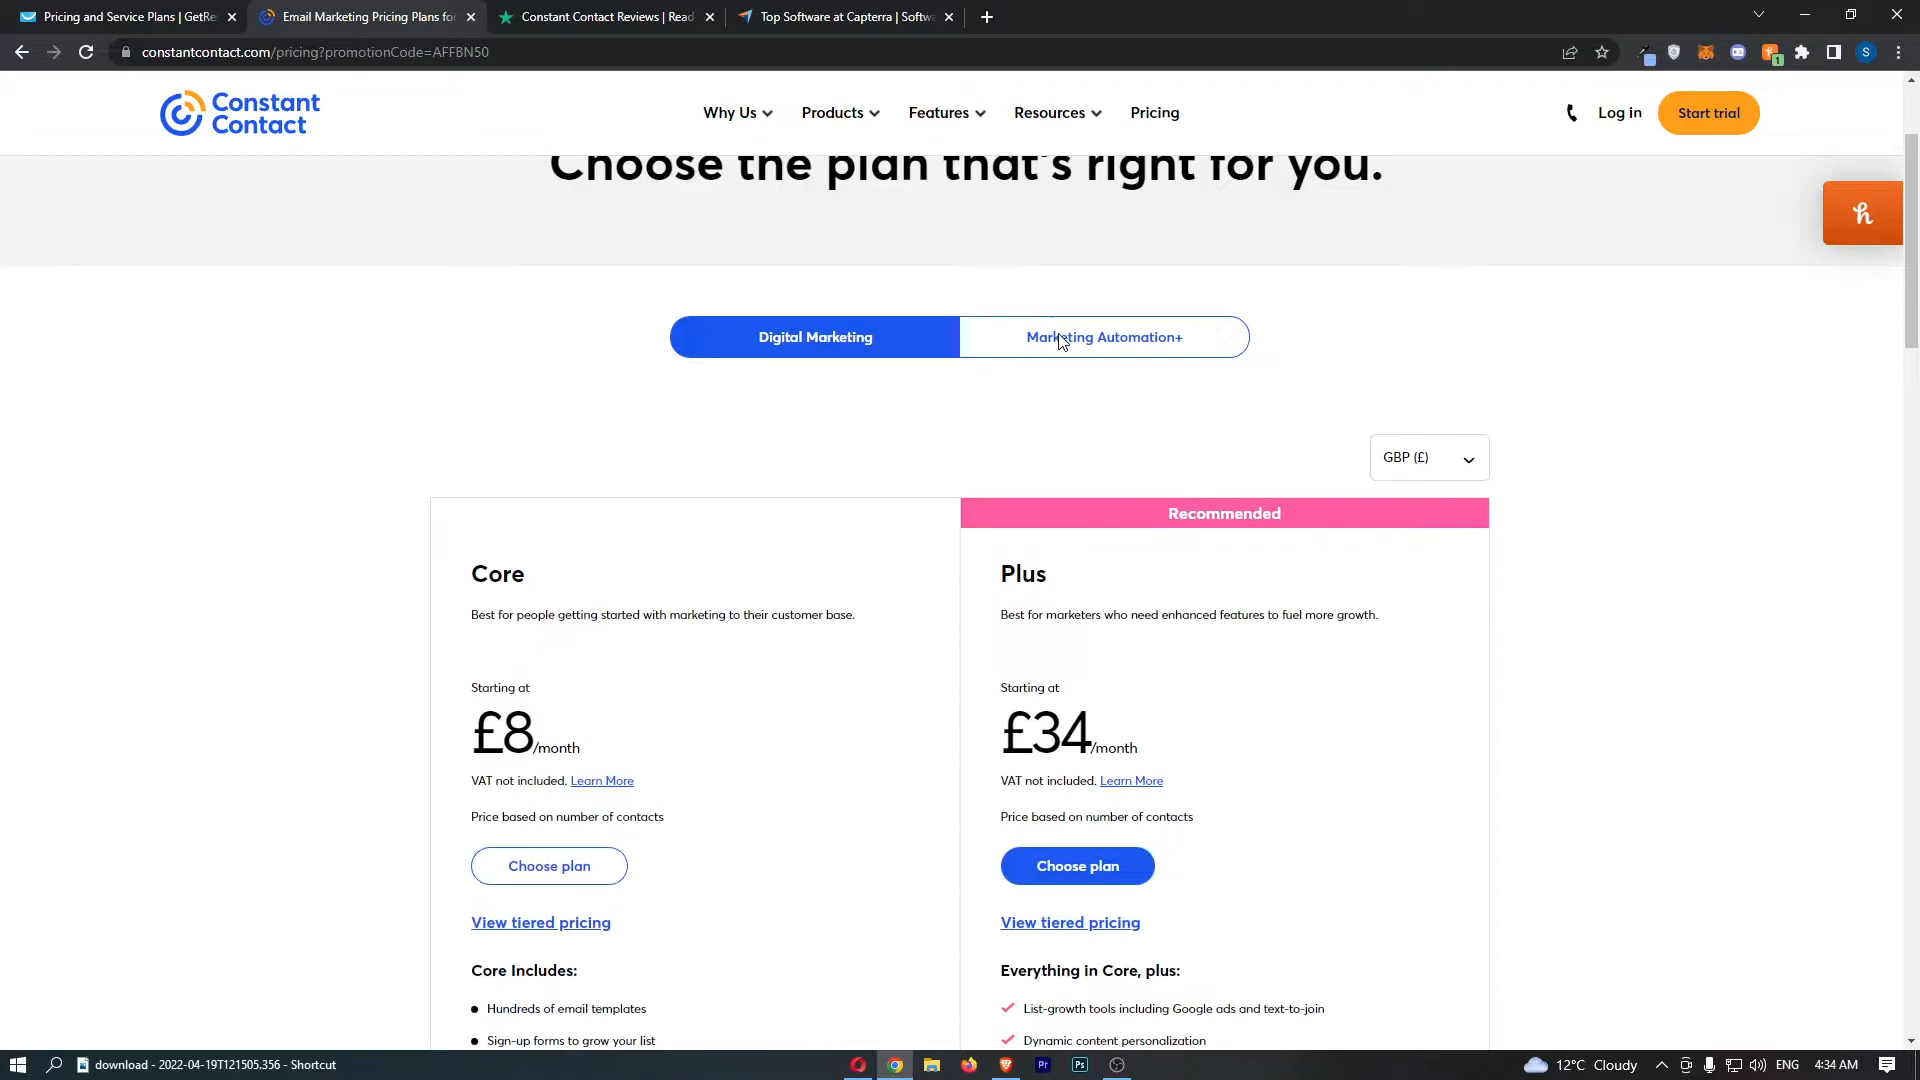 Pricing and Service Plans | GetRe
Email Marketing Pricing Plans for
Constant Contact Reviews | Read
Top Software at Capterra | Softwa
constantcontact.com/pricing?promotionCode=AFFBN50
1
S
Constant
Contact
Why Us
Products
Features
Resources
Pricing
Log in
Start trial
Choose the plan that's right for you.
h
Digital Marketing
Marketing Automation+
GBP (£)
Recommended
Core
Plus
Best for people getting started with marketing to their customer base.
Best for marketers who need enhanced features to fuel more growth.
Starting at
Starting at
£8/month
£34/month
VAT not included. Learn More
VAT not included. Learn More
Price based on number of contacts
Price based on number of contacts
Choose plan
Choose plan
View tiered pricing
View tiered pricing
Core Includes:
Everything in Core, plus:
Hundreds of email templates
List-growth tools including Google ads and text-to-join
Sign-up forms to grow your list
Dynamic content personalization
download - 2022-04-19T121505.356 - Shortcut
Pr
Ps
12°C Cloudy
ENG
4:34 AM